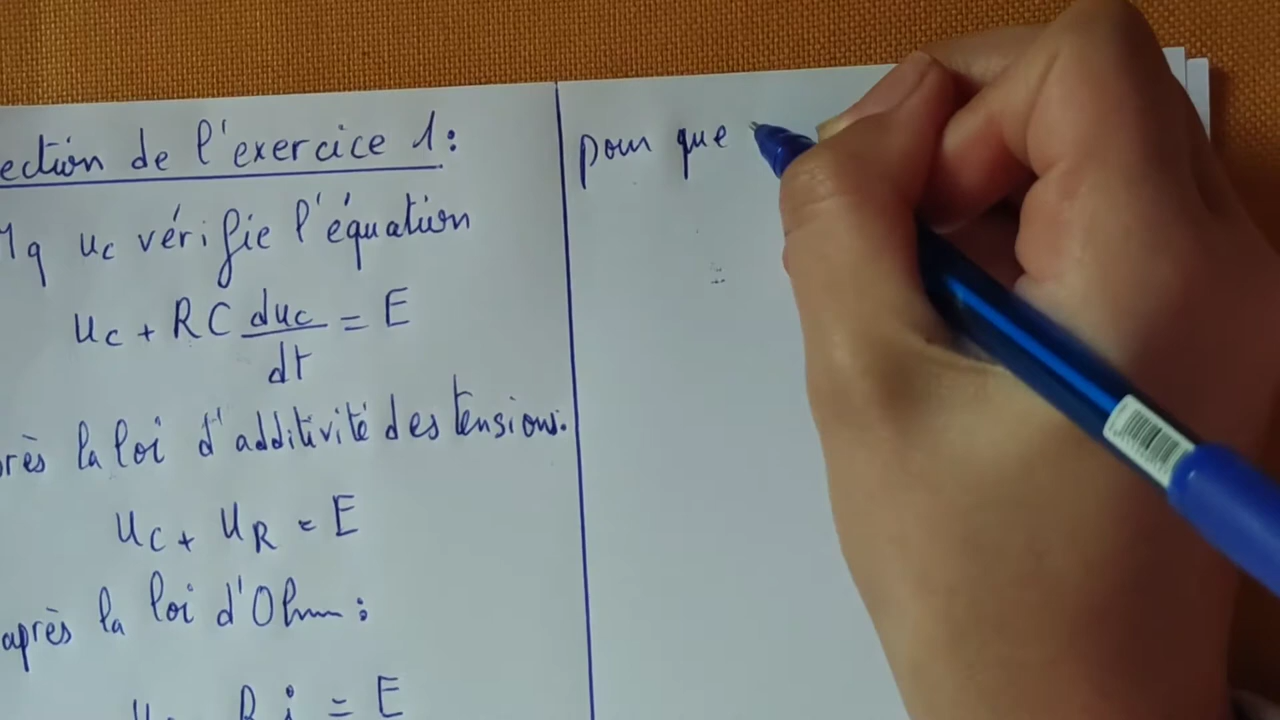 ection de l'exercice 1:
Mq uc vérifie l'équation
uc + RC duc/dt = E
rès la loi d'additivité des tensions.
uc + uR = E
après la loi d'Ohm:
R i = E
pour que